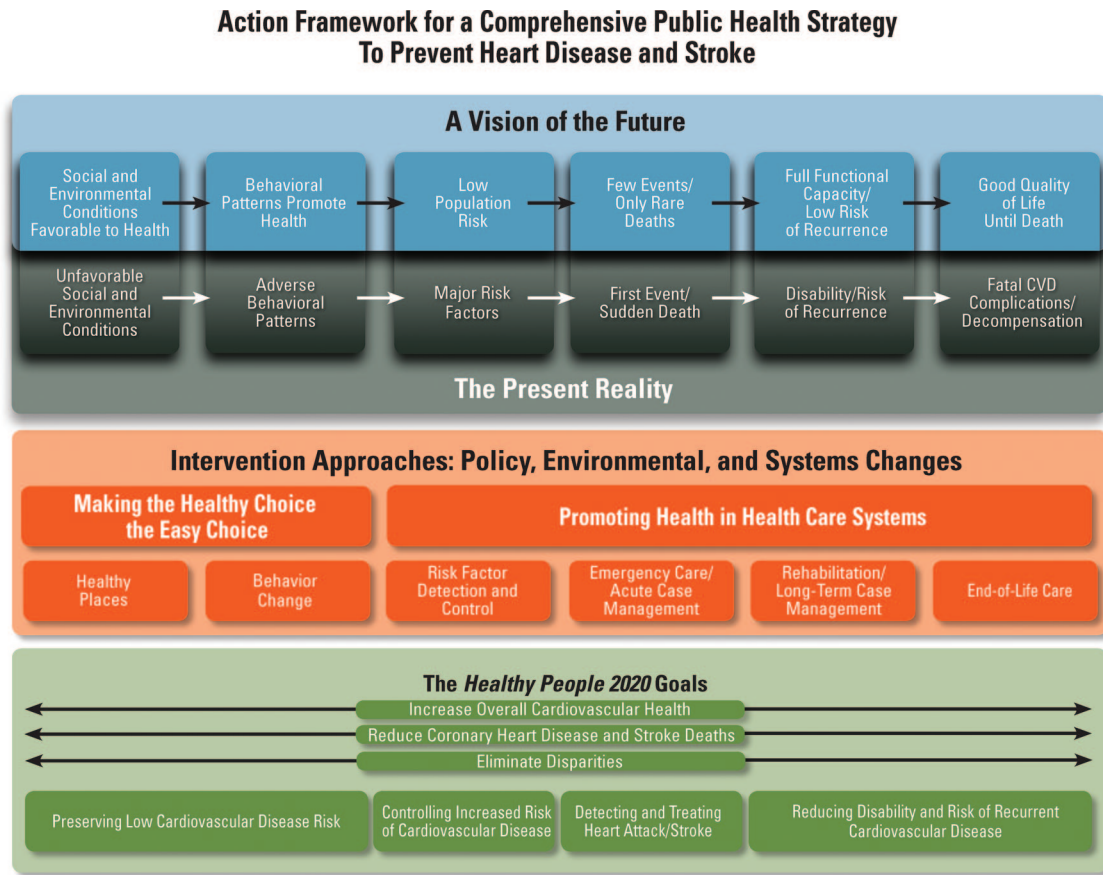 Action Framework for a Comprehensive Public Health Strategy
To Prevent Heart Disease and Stroke
A Vision of the Future
Social and
Environmental
Conditions
Favorable to Health
Behavioral
Patterns Promote
Health
Low
Population
Risk
Few Events/
Only Rare
Deaths
Full Functional
Capacity/
Low Risk
of Recurrence
Good Quality
of Life
Until Death
Unfavorable
Social and
Environmental
Conditions
Adverse
Behavioral
Patterns
Major Risk
Factors
First Event/
Sudden Death
Disability/Risk
of Recurrence
Fatal CVD
Complications/
Decompensation
The Present Reality
Intervention Approaches: Policy, Environmental, and Systems Changes
Making the Healthy Choice
the Easy Choice
Promoting Health in Health Care Systems
Healthy
Places
Behavior
Change
Risk Factor
Detection and
Control
Emergency Care/
Acute Case
Management
Rehabilitation/
Long-Term Case
Management
End-of-Life Care
The Healthy People 2020 Goals
Increase Overall Cardiovascular Health
Reduce Coronary Heart Disease and Stroke Deaths
Eliminate Disparities
Preserving Low Cardiovascular Disease Risk
Controlling Increased Risk
of Cardiovascular Disease
Detecting and Treating
Heart Attack/Stroke
Reducing Disability and Risk of Recurrent
Cardiovascular Disease